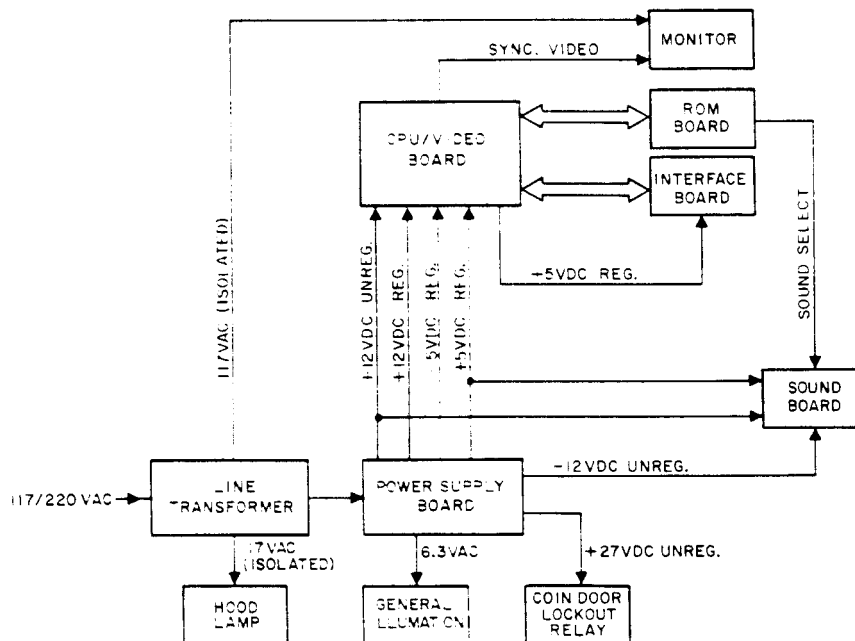 MONITOR
SYNC. VIDEO
CPU/VIDEO
BOARD
ROM
BOARD
INTERFACE
BOARD
117VAC (ISOLATED)
+12VDC UNREG.
+12VDC REG.
-5VDC REG.
+5VDC REG.
+5VDC REG.
SOUND SELECT
SOUND
BOARD
-12VDC UNREG.
117/220 VAC
LINE
TRANSFORMER
POWER SUPPLY
BOARD
17VAC
(ISOLATED)
6.3VAC
+27VDC UNREG.
HOOD
LAMP
GENERAL
ILLUMATION
COIN DOOR
LOCKOUT
RELAY